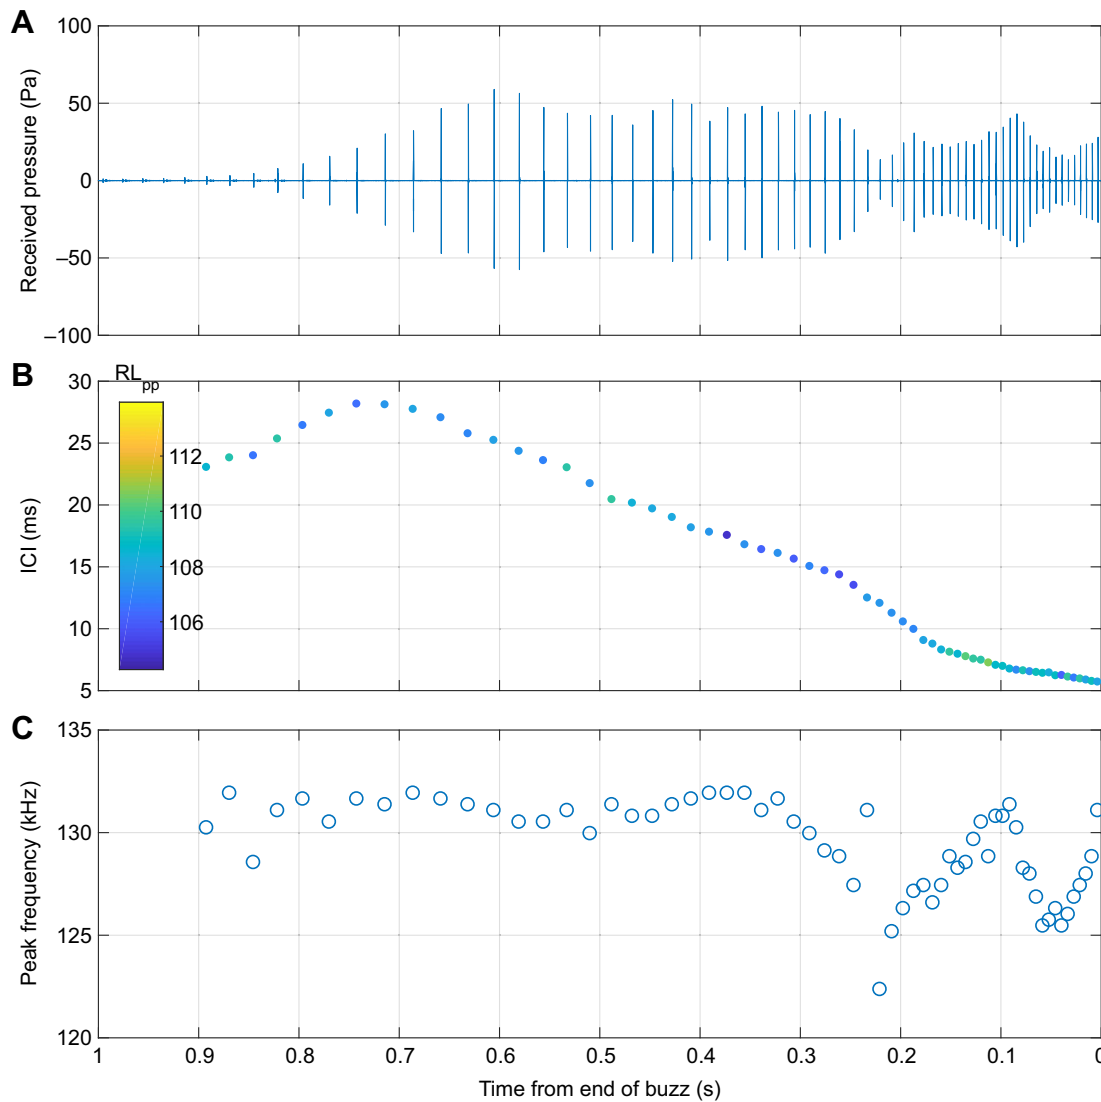 A
100
50
0
–50
–100
Received pressure (Pa)
B
RLpp
30
25
20
15
10
5
112
110
108
106
ICI (ms)
C
135
130
125
120
Peak frequency (kHz)
1 0.9 0.8 0.7 0.6 0.5 0.4 0.3 0.2 0.1 0
Time from end of buzz (s)